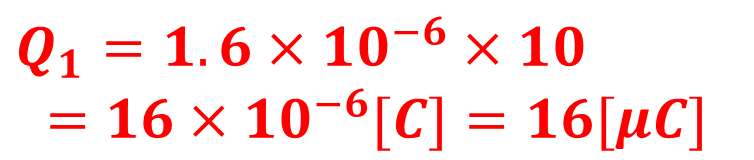 Q₁ = 1.6 × 10⁻⁶ × 10
= 16 × 10⁻⁶[C] = 16[μC]